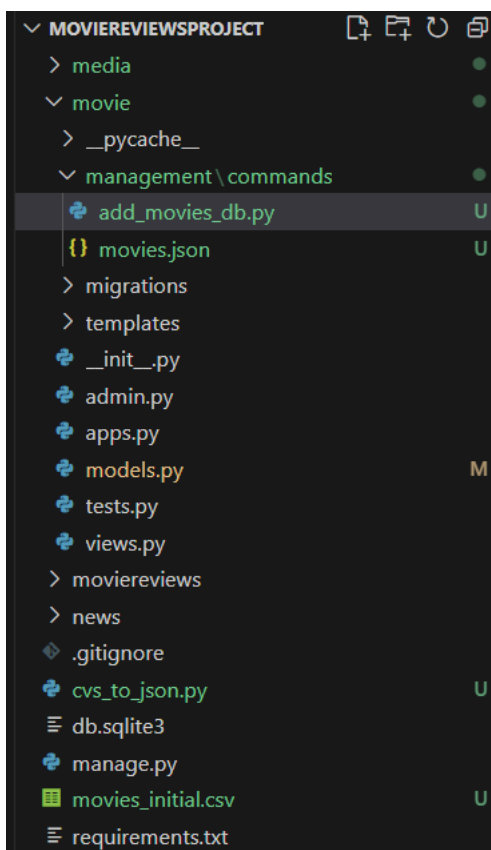 MOVIEREVIEWSPROJECT
media
movie
__pycache__
management\commands
add_movies_db.py U
{} movies.json U
migrations
templates
__init__.py
admin.py
apps.py
models.py M
tests.py
views.py
moviereviews
news
.gitignore
cvs_to_json.py U
db.sqlite3
manage.py
movies_initial.csv U
requirements.txt